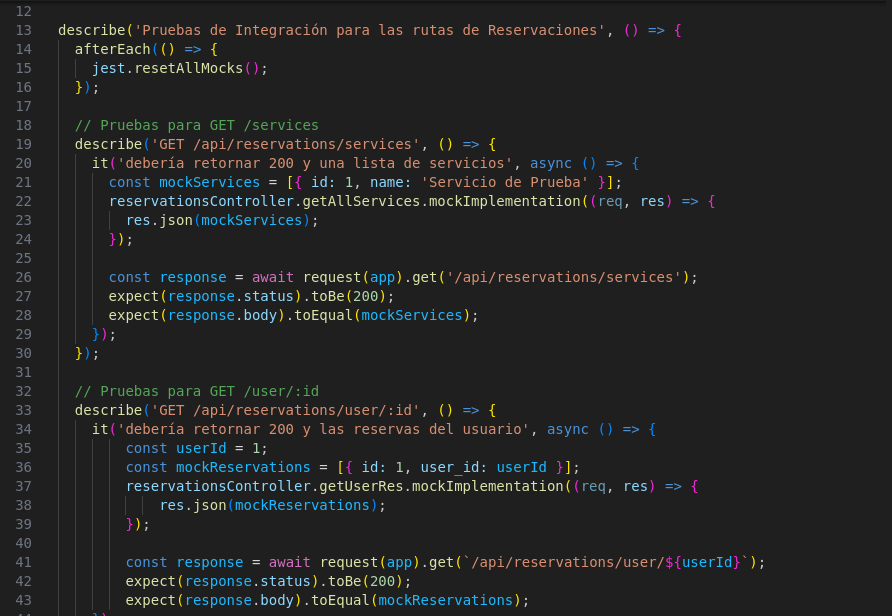 12
13 describe('Pruebas de Integración para las rutas de Reservaciones', () => {
14   afterEach(() => {
15     jest.resetAllMocks();
16   });
17
18   // Pruebas para GET /services
19   describe('GET /api/reservations/services', () => {
20     it('debería retornar 200 y una lista de servicios', async () => {
21       const mockServices = [{ id: 1, name: 'Servicio de Prueba' }];
22       reservationsController.getAllServices.mockImplementation((req, res) => {
23         res.json(mockServices);
24       });
25
26       const response = await request(app).get('/api/reservations/services');
27       expect(response.status).toBe(200);
28       expect(response.body).toEqual(mockServices);
29     });
30   });
31
32   // Pruebas para GET /user/:id
33   describe('GET /api/reservations/user/:id', () => {
34     it('debería retornar 200 y las reservas del usuario', async () => {
35         const userId = 1;
36         const mockReservations = [{ id: 1, user_id: userId }];
37         reservationsController.getUserRes.mockImplementation((req, res) => {
38             res.json(mockReservations);
39         });
40
41         const response = await request(app).get(`/api/reservations/user/${userId}`);
42         expect(response.status).toBe(200);
43         expect(response.body).toEqual(mockReservations);